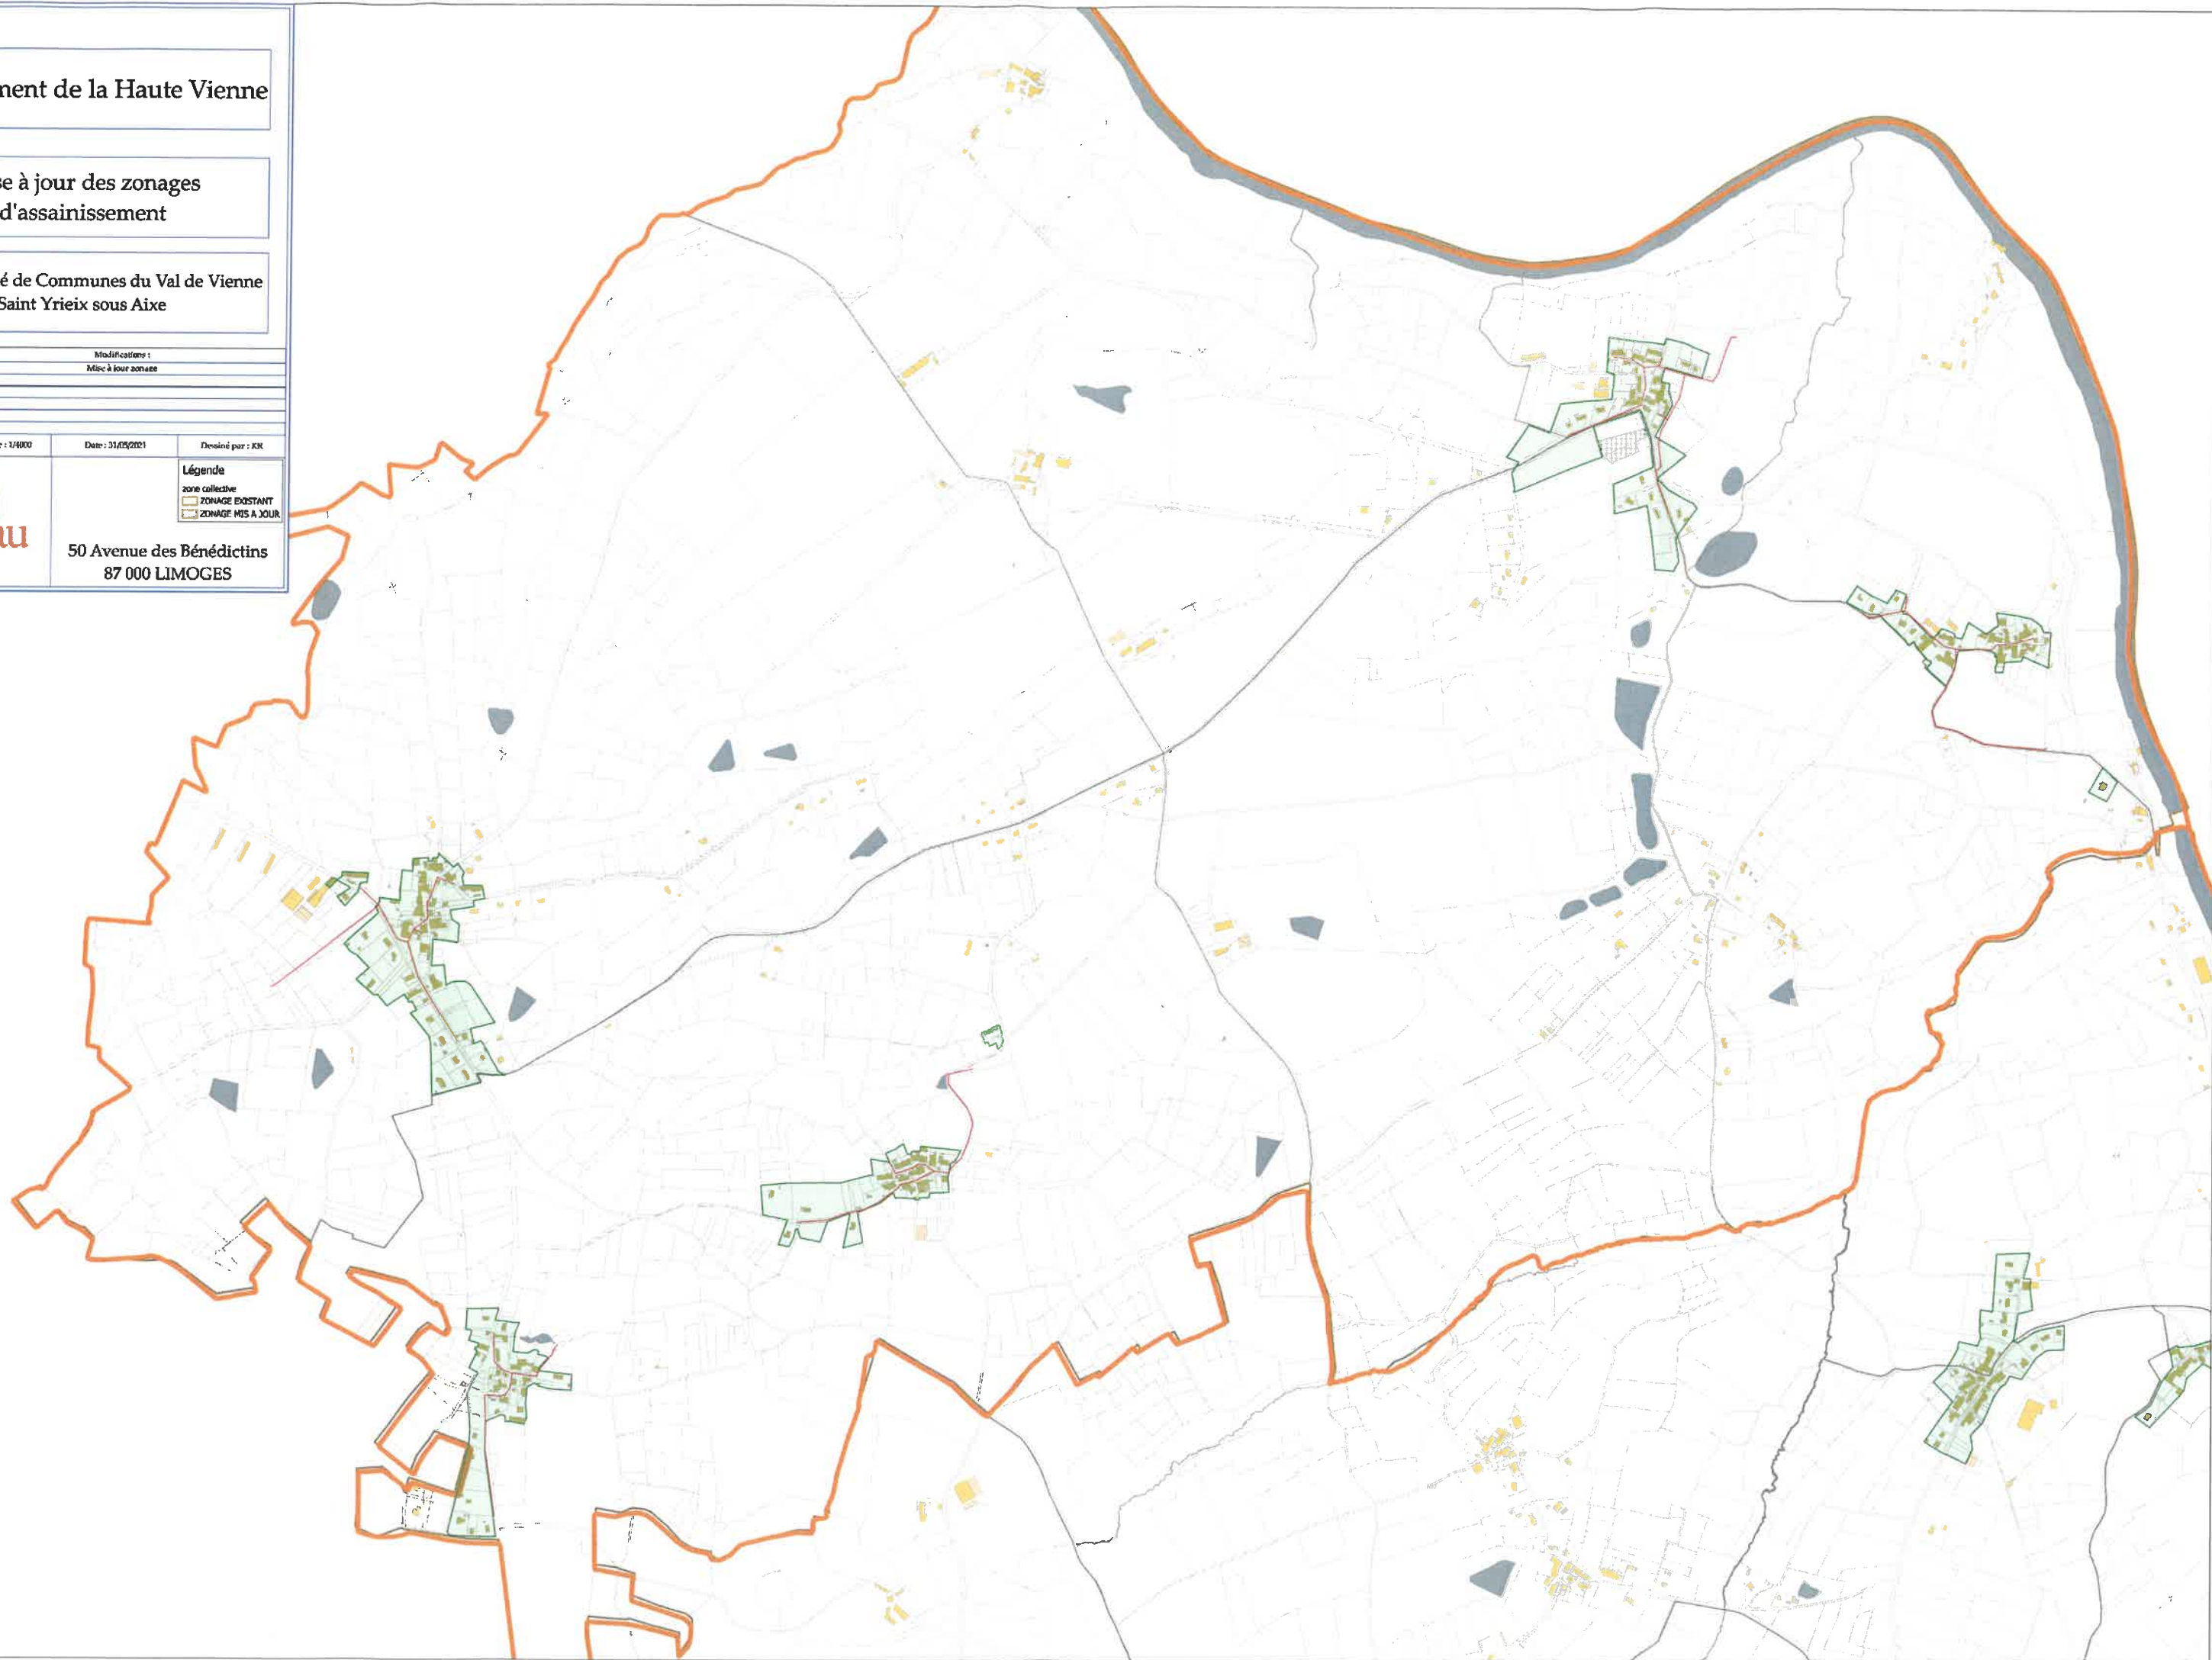 ment de la Haute Vienne
se à jour des zonages
d'assainissement
é de Communes du Val de Vienne
Saint Yrieix sous Aixe
Modifications :
Mise à jour zonage
e : 1/4000
Date : 31/05/2021
Dessiné par : KK
Légende
zone collective
ZONAGE EXISTANT
ZONAGE MIS A JOUR
au
50 Avenue des Bénédictins
87 000 LIMOGES